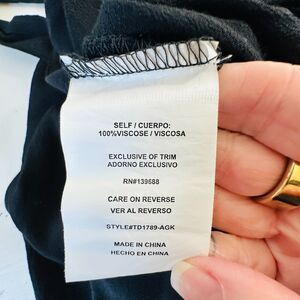 SELF / CUERPO:
100%VISCOSE / VISCOSA
EXCLUSIVE OF TRIM
ADORNO EXCLUSIVO
RN#139688
CARE ON REVERSE
VER AL REVERSO
STYLE#TD1789-AGK
MADE IN CHINA
HECHO EN CHINA